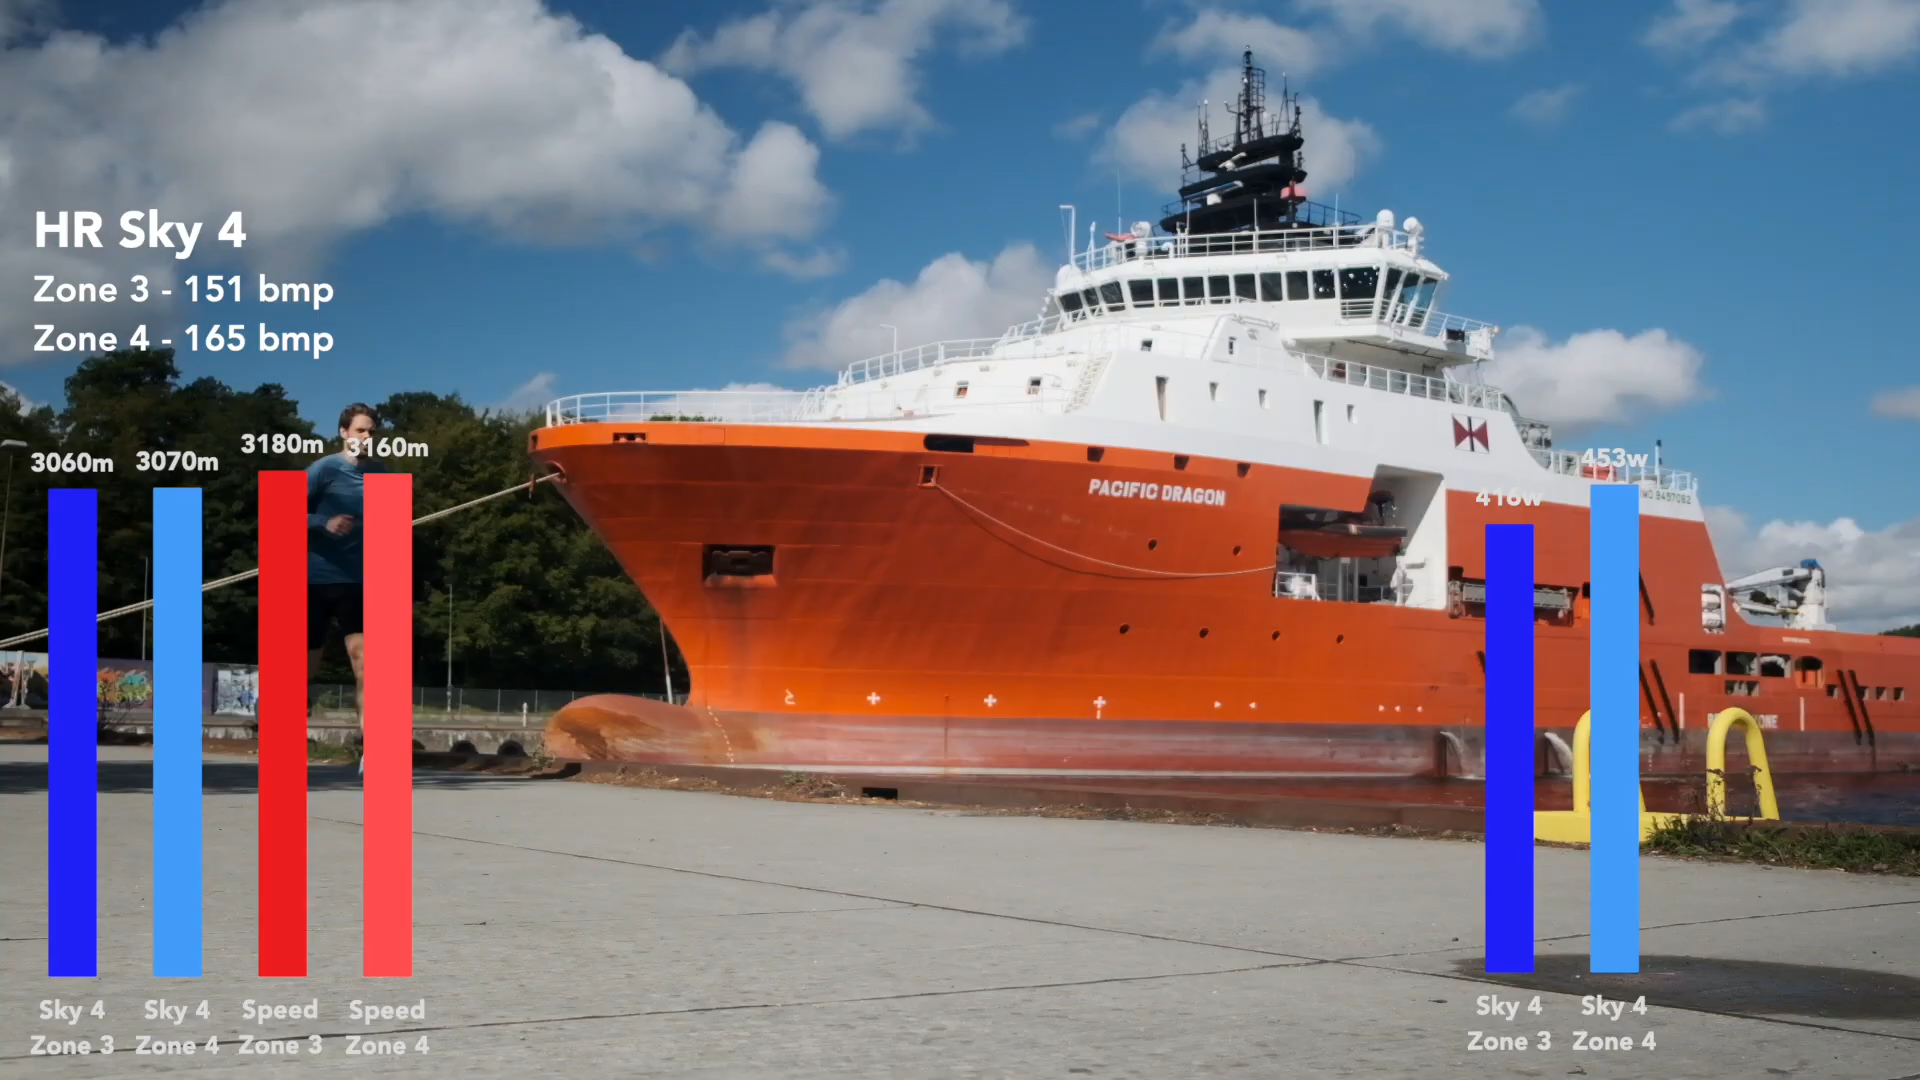 HR Sky 4
Zone 3 - 151 bmp
Zone 4 - 165 bmp
3060m
3070m
3180m
3160m
PACIFIC DRAGON
453w
416w
Sky 4
Zone 3
Sky 4
Zone 4
Speed
Zone 3
Speed
Zone 4
Sky 4
Zone 3
Sky 4
Zone 4